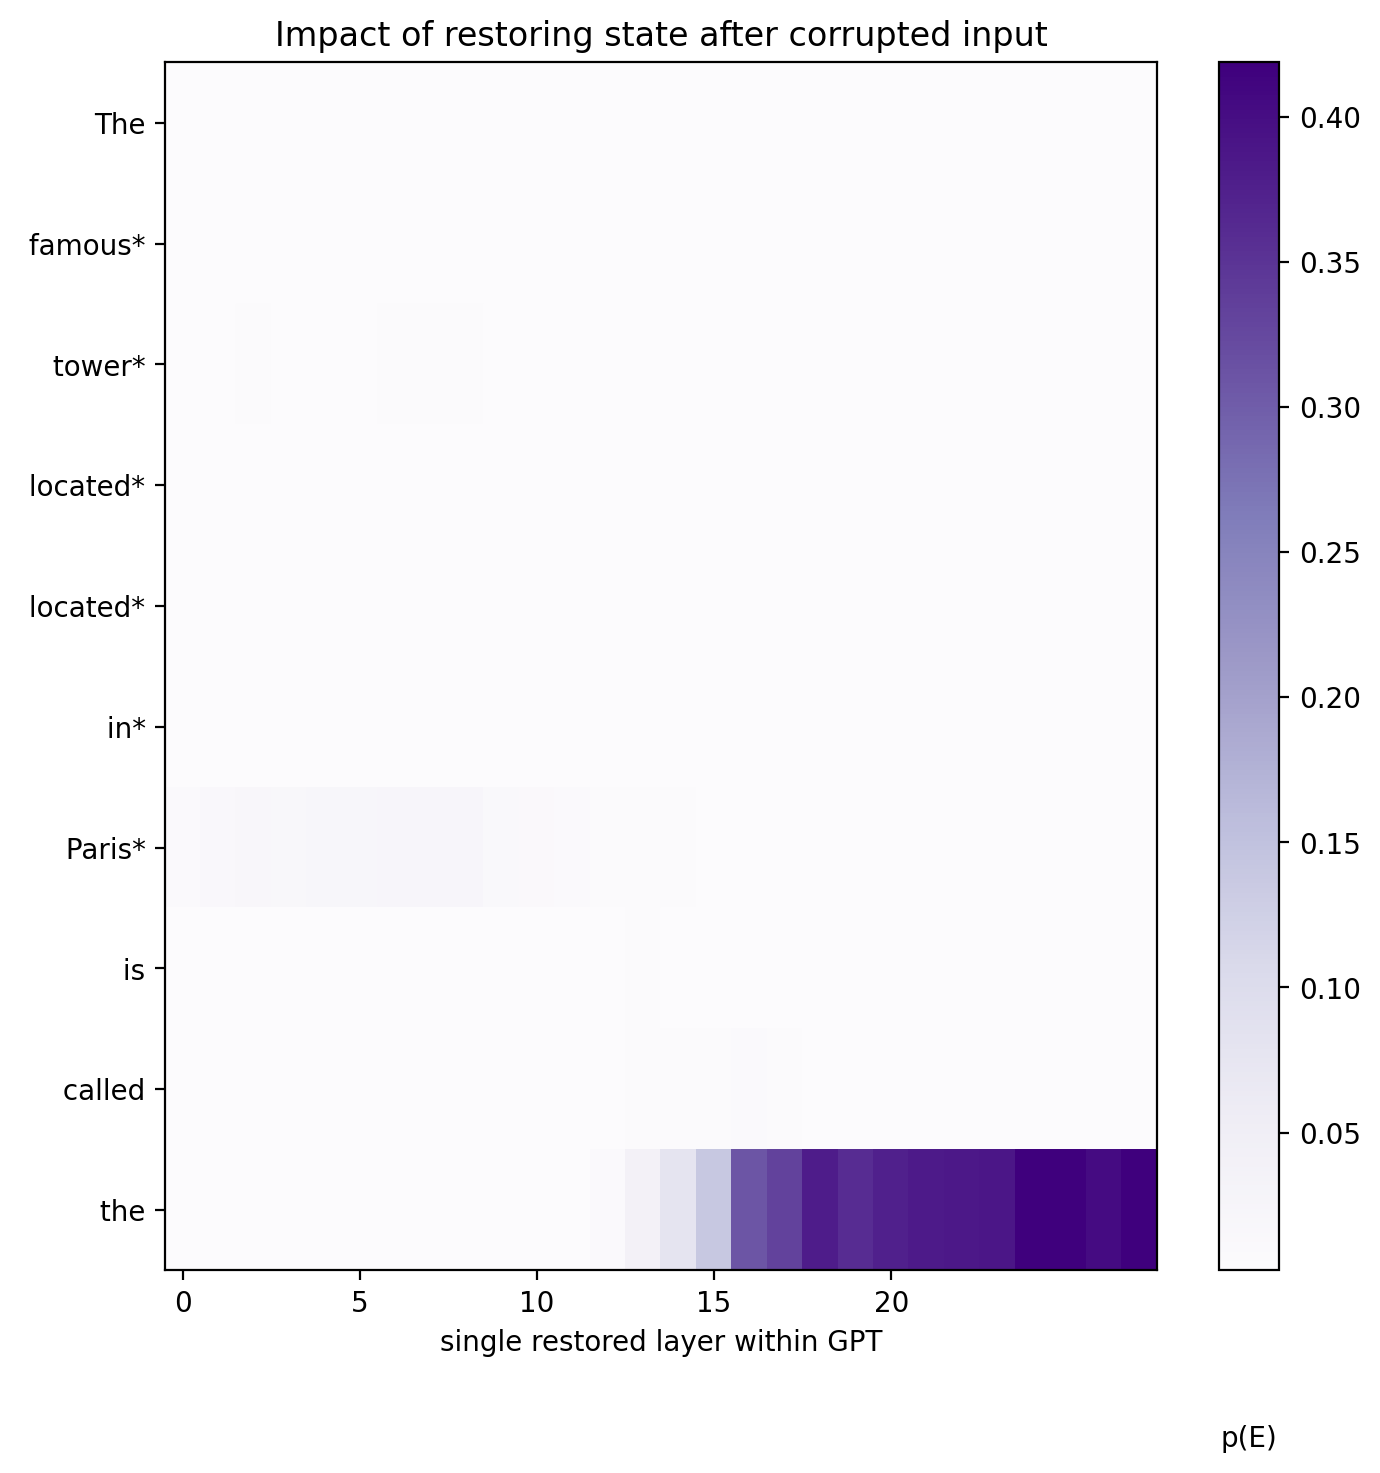 Impact of restoring state after corrupted input
The
famous*
tower*
located*
located*
in*
Paris*
is
called
the
0 5 10 15 20
single restored layer within GPT
0.40
0.35
0.30
0.25
0.20
0.15
0.10
0.05
p(E)